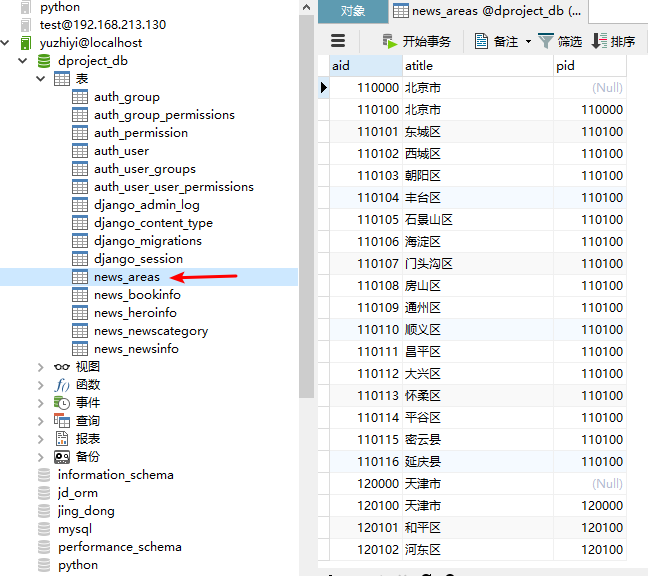 python
test@192.168.213.130
yuzhiyi@localhost
dproject_db
表
auth_group
auth_group_permissions
auth_permission
auth_user
auth_user_groups
auth_user_user_permissions
django_admin_log
django_content_type
django_migrations
django_session
news_areas
news_bookinfo
news_heroinfo
news_newscategory
news_newsinfo
视图
函数
事件
查询
报表
备份
information_schema
jd_orm
jing_dong
mysql
performance_schema
python
对象 news_areas @dproject_db (...
开始事务 备注 筛选 排序
aid atitle pid
110000 北京市 (Null)
110100 北京市 110000
110101 东城区 110100
110102 西城区 110100
110103 朝阳区 110100
110104 丰台区 110100
110105 石景山区 110100
110106 海淀区 110100
110107 门头沟区 110100
110108 房山区 110100
110109 通州区 110100
110110 顺义区 110100
110111 昌平区 110100
110112 大兴区 110100
110113 怀柔区 110100
110114 平谷区 110100
110115 密云县 110100
110116 延庆县 110100
120000 天津市 (Null)
120100 天津市 120000
120101 和平区 120100
120102 河东区 120100